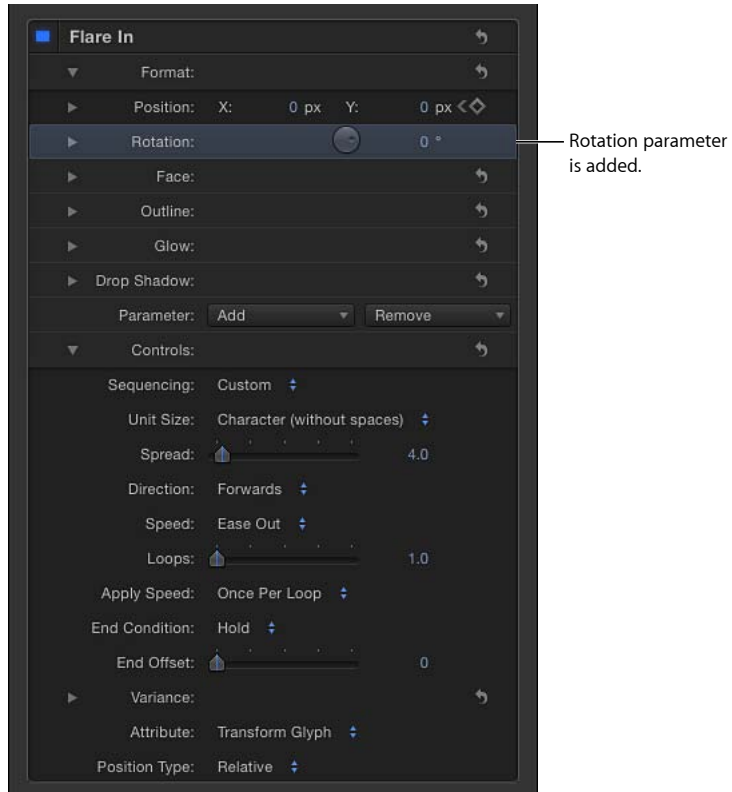 Flare In
Format:
Position: X: 0 px Y: 0 px
Rotation: 0 °
Rotation parameter
is added.
Face:
Outline:
Glow:
Drop Shadow:
Parameter: Add Remove
Controls:
Sequencing: Custom
Unit Size: Character (without spaces)
Spread: 4.0
Direction: Forwards
Speed: Ease Out
Loops: 1.0
Apply Speed: Once Per Loop
End Condition: Hold
End Offset: 0
Variance:
Attribute: Transform Glyph
Position Type: Relative